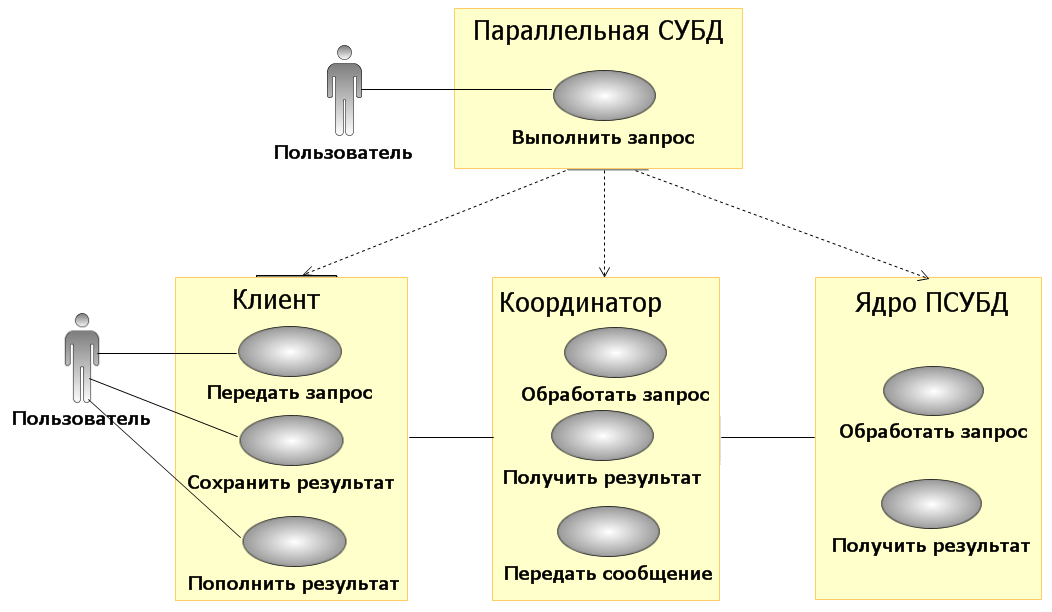 Параллельная СУБД
Выполнить запрос
Пользователь
Клиент
Передать запрос
Сохранить результат
Пополнить результат
Пользователь
Координатор
Обработать запрос
Получить результат
Передать сообщение
Ядро ПСУБД
Обработать запрос
Получить результат